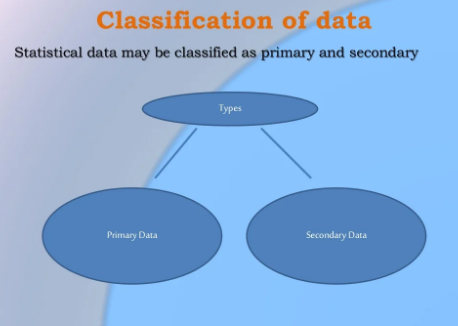 Classification of data
Statistical data may be classified as primary and secondary
Types
Primary Data
Secondary Data